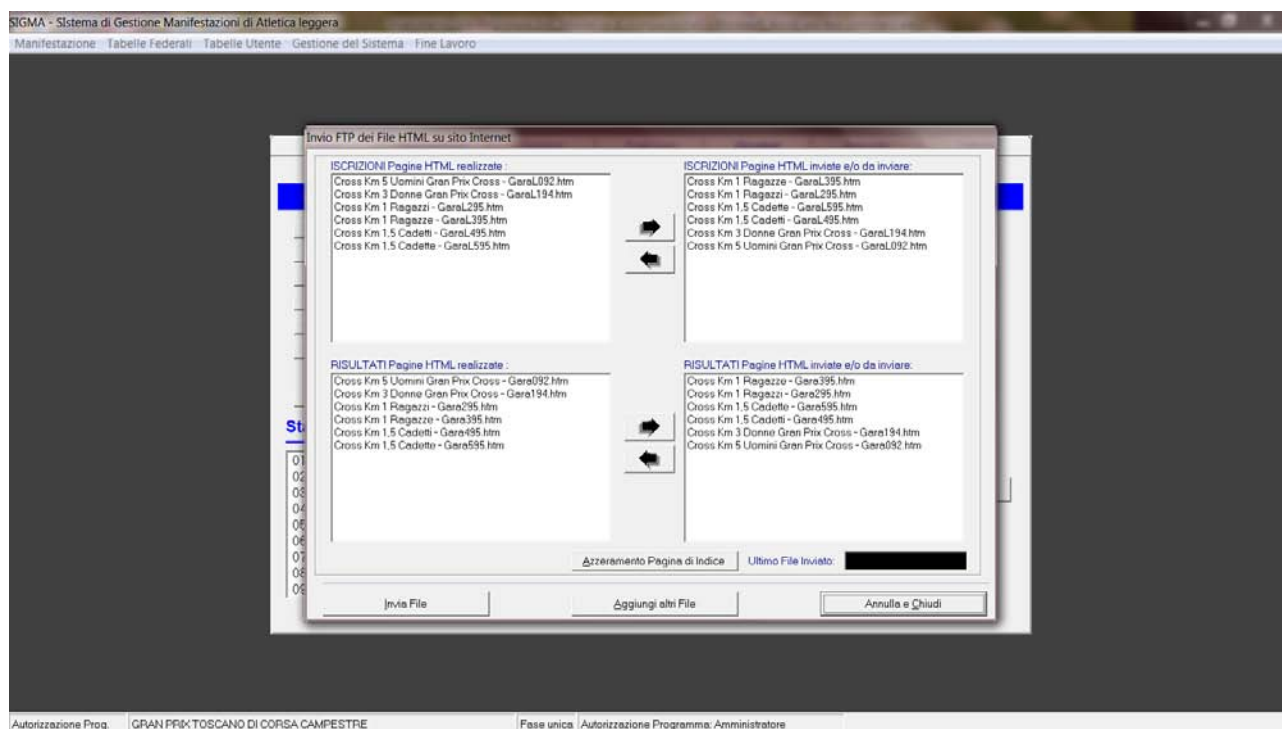 SIGMA - SIstema di Gestione Manifestazioni di Atletica leggera
Manifestazione Tabelle Federali Tabelle Utente Gestione del Sistema Fine Lavoro
Invio FTP dei File HTML su sito Internet
ISCRIZIONI Pagine HTML realizzate :
Cross Km 5 Uomini Gran Prix Cross - GaraL092.htm
Cross Km 3 Donne Gran Prix Cross - GaraL194.htm
Cross Km 1 Ragazzi - GaraL295.htm
Cross Km 1 Ragazze - GaraL395.htm
Cross Km 1,5 Cadetti - GaraL495.htm
Cross Km 1.5 Cadette - GaraL595.htm
ISCRIZIONI Pagine HTML inviate e/o da inviare:
Cross Km 1 Ragazze - GaraL395.htm
Cross Km 1 Ragazzi - GaraL295.htm
Cross Km 1,5 Cadette - GaraL595.htm
Cross Km 1.5 Cadetti - GaraL495.htm
Cross Km 3 Donne Gran Prix Cross - GaraL194.htm
Cross Km 5 Uomini Gran Prix Cross - GaraL092.htm
RISULTATI Pagine HTML realizzate :
Cross Km 5 Uomini Gran Prix Cross - Gara092.htm
Cross Km 3 Donne Gran Prix Cross - Gara194.htm
Cross Km 1 Ragazzi - Gara295.htm
Cross Km 1 Ragazze - Gara395.htm
Cross Km 1,5 Cadetti - Gara495.htm
Cross Km 1,5 Cadette - Gara595.htm
RISULTATI Pagine HTML inviate e/o da inviare:
Cross Km 1 Ragazze - Gara395.htm
Cross Km 1 Ragazzi - Gara295.htm
Cross Km 1,5 Cadette - Gara595.htm
Cross Km 1,5 Cadetti - Gara495.htm
Cross Km 3 Donne Gran Prix Cross - Gara194.htm
Cross Km 5 Uomini Gran Prix Cross - Gara092.htm
St
01
02
03
04
05
06
07
08
09
Azzeramento Pagina di Indice Ultimo File Inviato:
Invia File Aggiungi altri File Annulla e Chiudi
Autorizzazione Prog. GRAN PRIX TOSCANO DI CORSA CAMPESTRE Fase unica Autorizzazione Programma: Amministratore